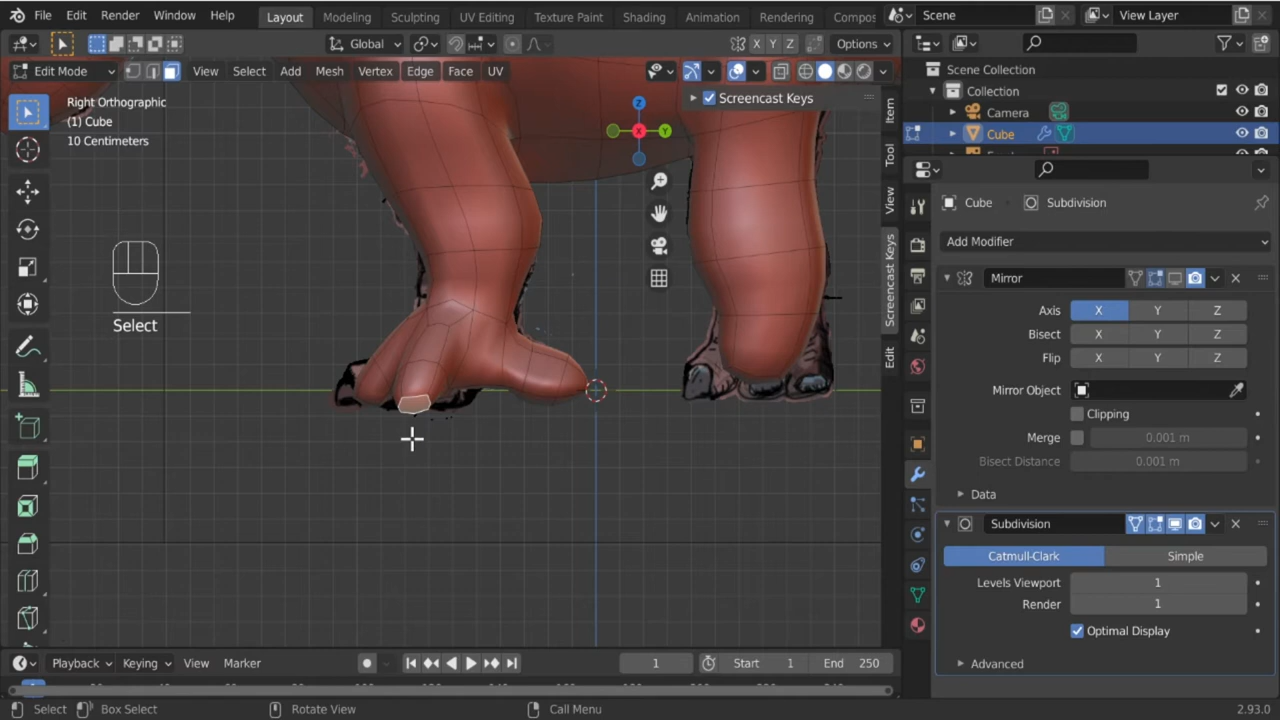 File Edit Render Window Help Layout Modeling Sculpting UV Editing Texture Paint Shading Animation Rendering Compos Scene View Layer
Global X Y Z Options
Edit Mode View Select Add Mesh Vertex Edge Face UV
Right Orthographic
(1) Cube
10 Centimeters
Screencast Keys
Z
X
Y
Select
Item
Tool
View
Screencast Keys
Edit
Scene Collection
Collection
Camera
Cube
Cube Subdivision
Add Modifier
Mirror
Axis X Y Z
Bisect X Y Z
Flip X Y Z
Mirror Object
Clipping
Merge 0.001 m
Bisect Distance 0.001 m
Data
Subdivision
Catmull-Clark Simple
Levels Viewport 1
Render 1
Optimal Display
Advanced
Playback Keying View Marker 1 Start 1 End 250
Select Box Select Rotate View Call Menu 2.93.0